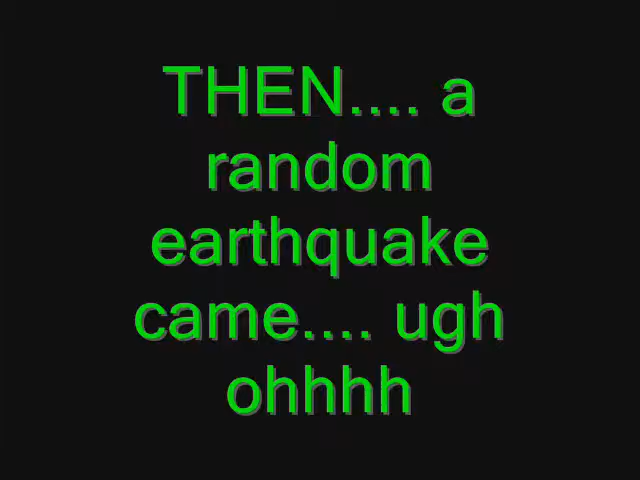 THEN.... a
random
earthquake
came.... ugh
ohhhh